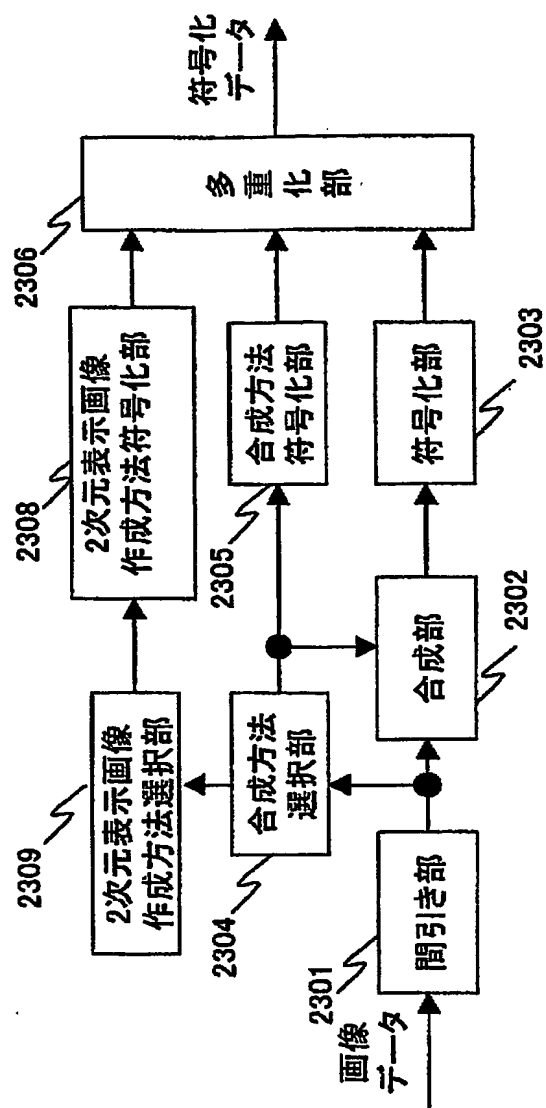 2309
2次元表示画像
作成方法選択部
2308
2次元表示画像
作成方法符号化部
2306
多重化部
符号化
データ
2304
合成方法
選択部
2305
合成方法
符号化部
画像
データ
2301
間引き部
合成部
2302
符号化部
2303